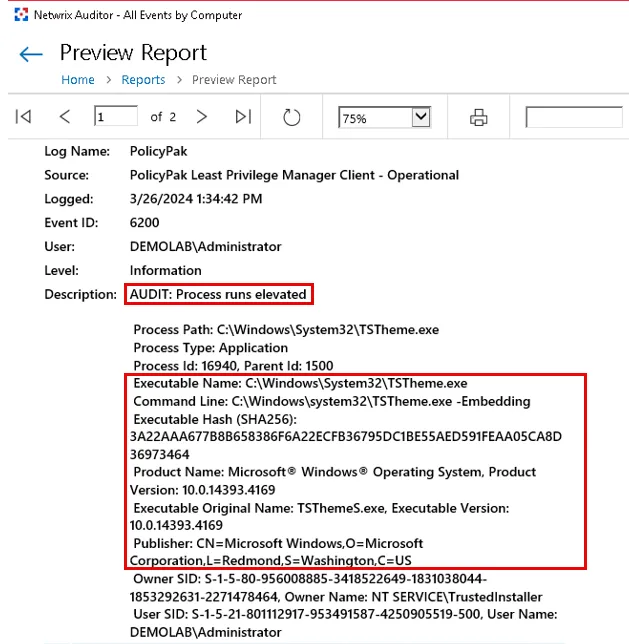 Netwrix Auditor - All Events by Computer
Preview Report
Home > Reports > Preview Report
1 of 2 75%
Log Name: PolicyPak
Source: PolicyPak Least Privilege Manager Client - Operational
Logged: 3/26/2024 1:34:42 PM
Event ID: 6200
User: DEMOLAB\Administrator
Level: Information
Description: AUDIT: Process runs elevated
Process Path: C:\Windows\System32\TSTheme.exe
Process Type: Application
Process Id: 16940, Parent Id: 1500
Executable Name: C:\Windows\System32\TSTheme.exe
Command Line: C:\Windows\system32\TSTheme.exe -Embedding
Executable Hash (SHA256):
3A22AAA677B8B658386F6A22ECFB36795DC1BE55AED591FEAA05CA8D
36973464
Product Name: Microsoft® Windows® Operating System, Product
Version: 10.0.14393.4169
Executable Original Name: TSThemeS.exe, Executable Version:
10.0.14393.4169
Publisher: CN=Microsoft Windows,O=Microsoft
Corporation,L=Redmond,S=Washington,C=US
Owner SID: S-1-5-80-956008885-3418522649-1831038044-
1853292631-2271478464, Owner Name: NT SERVICE\TrustedInstaller
User SID: S-1-5-21-801112917-953491587-4250905519-500, User Name:
DEMOLAB\Administrator